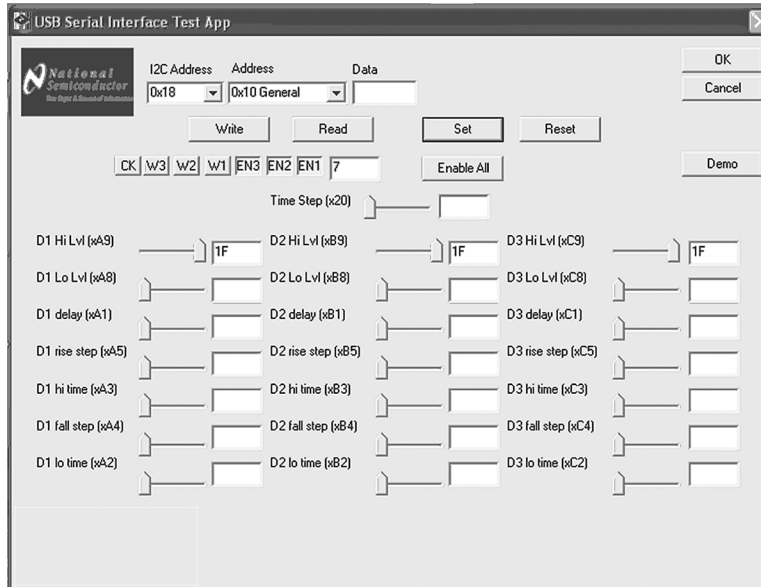 USB Serial Interface Test App
National
Semiconductor
The Sight & Sound of Information
I2C Address Address Data
0x18 0x10 General
OK
Cancel
Write Read Set Reset
CK W3 W2 W1 EN3 EN2 EN1 7 Enable All Demo
Time Step (x20)
D1 Hi Lvl (xA9) 1F D2 Hi Lvl (xB9) 1F D3 Hi Lvl (xC9) 1F
D1 Lo Lvl (xA8) D2 Lo Lvl (xB8) D3 Lo Lvl (xC8)
D1 delay (xA1) D2 delay (xB1) D3 delay (xC1)
D1 rise step (xA5) D2 rise step (xB5) D3 rise step (xC5)
D1 hi time (xA3) D2 hi time (xB3) D3 hi time (xC3)
D1 fall step (xA4) D2 fall step (xB4) D3 fall step (xC4)
D1 lo time (xA2) D2 lo time (xB2) D3 lo time (xC2)